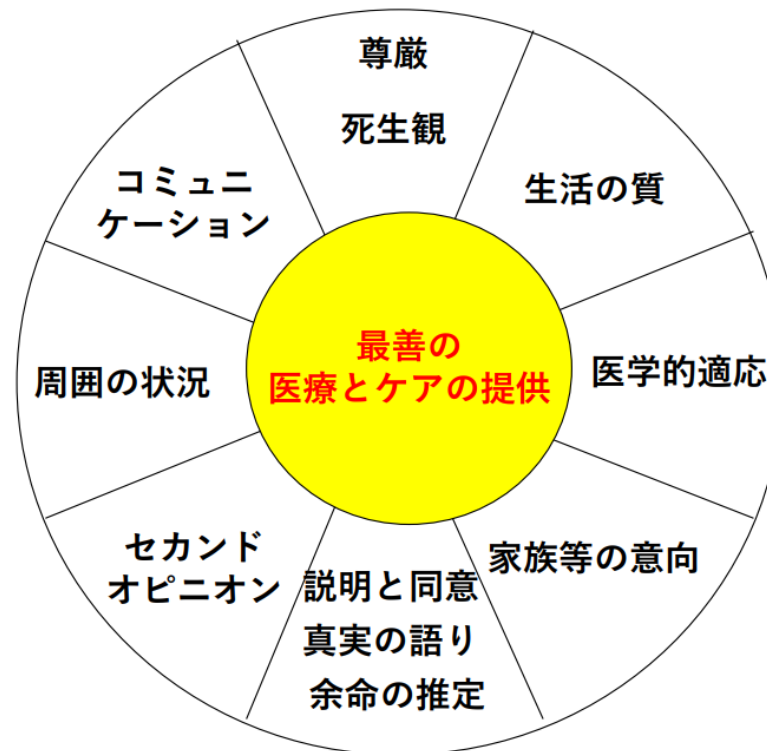 尊厳
死生観
生活の質
医学的適応
家族等の意向
説明と同意
真実の語り
余命の推定
セカンド
オピニオン
周囲の状況
コミュニ
ケーション
最善の
医療とケアの提供